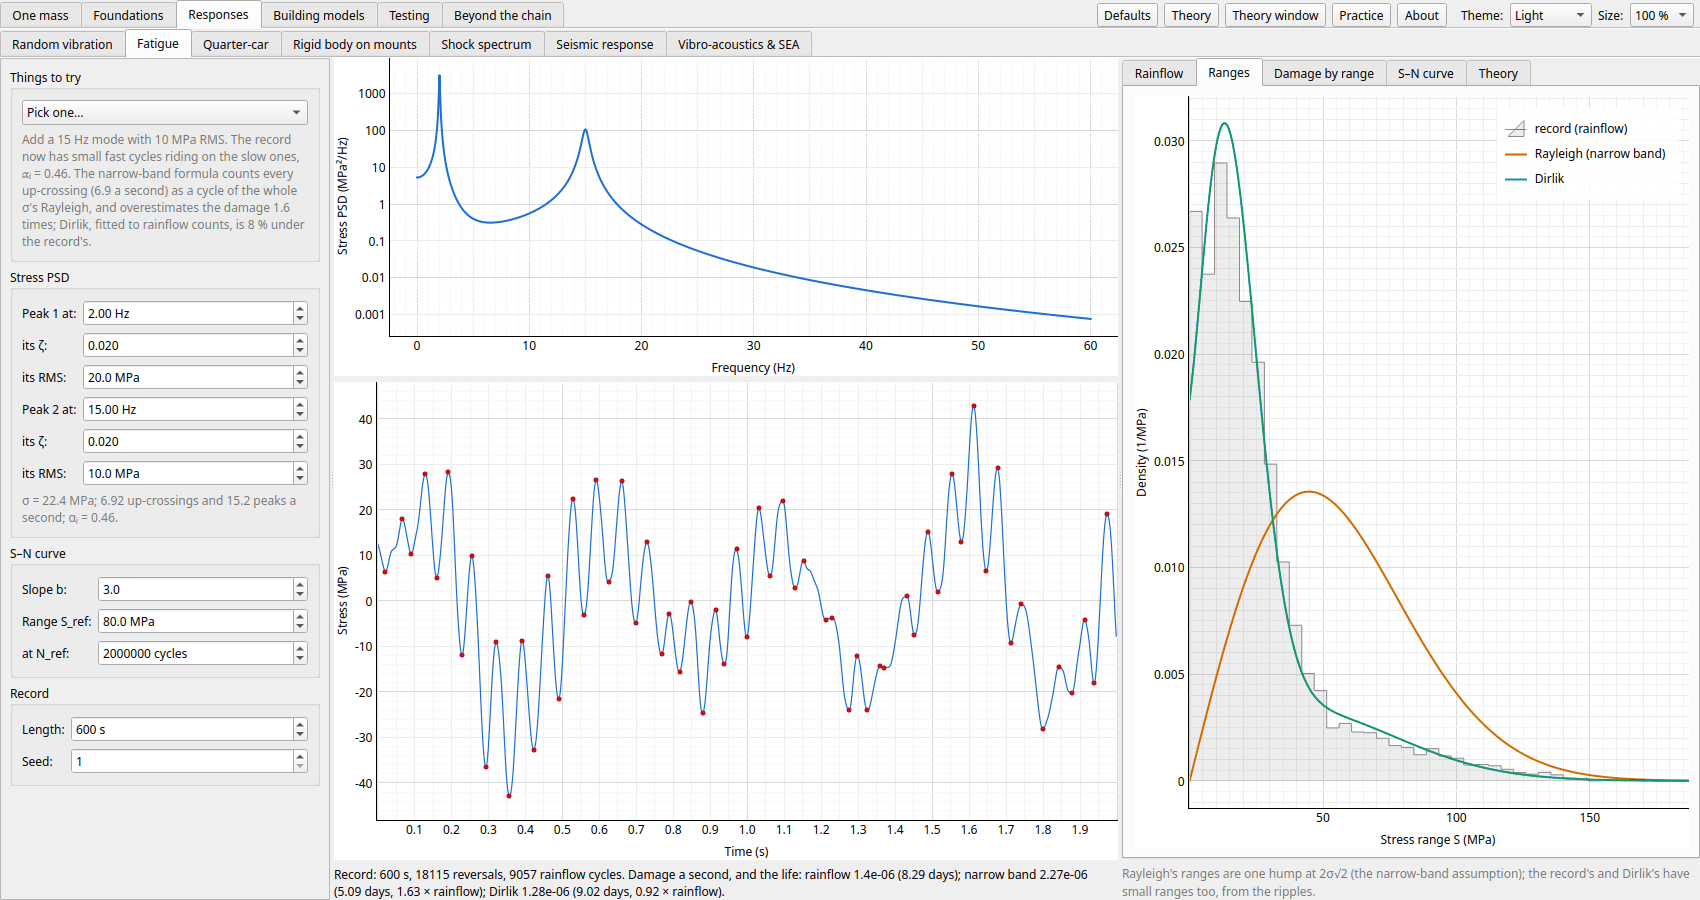 One mass
Foundations
Responses
Building models
Testing
Beyond the chain
Defaults
Theory
Theory window
Practice
About
Theme:
Light
Size:
100 %
Random vibration
Fatigue
Quarter-car
Rigid body on mounts
Shock spectrum
Seismic response
Vibro-acoustics & SEA
Things to try
Pick one...
Add a 15 Hz mode with 10 MPa RMS. The record
now has small fast cycles riding on the slow ones,
αᵢ = 0.46. The narrow-band formula counts every
up-crossing (6.9 a second) as a cycle of the whole
σ's Rayleigh, and overestimates the damage 1.6
times; Dirlik, fitted to rainflow counts, is 8 % under
the record's.
Stress PSD
Peak 1 at:
2.00 Hz
its ζ:
0.020
its RMS:
20.0 MPa
Peak 2 at:
15.00 Hz
its ζ:
0.020
its RMS:
10.0 MPa
σ = 22.4 MPa; 6.92 up-crossings and 15.2 peaks a
second; αᵢ = 0.46.
S–N curve
Slope b:
3.0
Range S_ref:
80.0 MPa
at N_ref:
2000000 cycles
Record
Length:
600 s
Seed:
1
Stress PSD (MPa²/Hz)
1000
100
10
1
0.1
0.01
0.001
0
10
20
30
40
50
60
Frequency (Hz)
Stress (MPa)
40
30
20
10
0
-10
-20
-30
-40
0.1
0.2
0.3
0.4
0.5
0.6
0.7
0.8
0.9
1.0
1.1
1.2
1.3
1.4
1.5
1.6
1.7
1.8
1.9
Time (s)
Record: 600 s, 18115 reversals, 9057 rainflow cycles. Damage a second, and the life: rainflow 1.4e-06 (8.29 days); narrow band 2.27e-06
(5.09 days, 1.63 × rainflow); Dirlik 1.28e-06 (9.02 days, 0.92 × rainflow).
Rainflow
Ranges
Damage by range
S–N curve
Theory
record (rainflow)
Rayleigh (narrow band)
Dirlik
Density (1/MPa)
0.030
0.025
0.020
0.015
0.010
0.005
0
50
100
150
Stress range S (MPa)
Rayleigh's ranges are one hump at 2σ√2 (the narrow-band assumption); the record's and Dirlik's have
small ranges too, from the ripples.